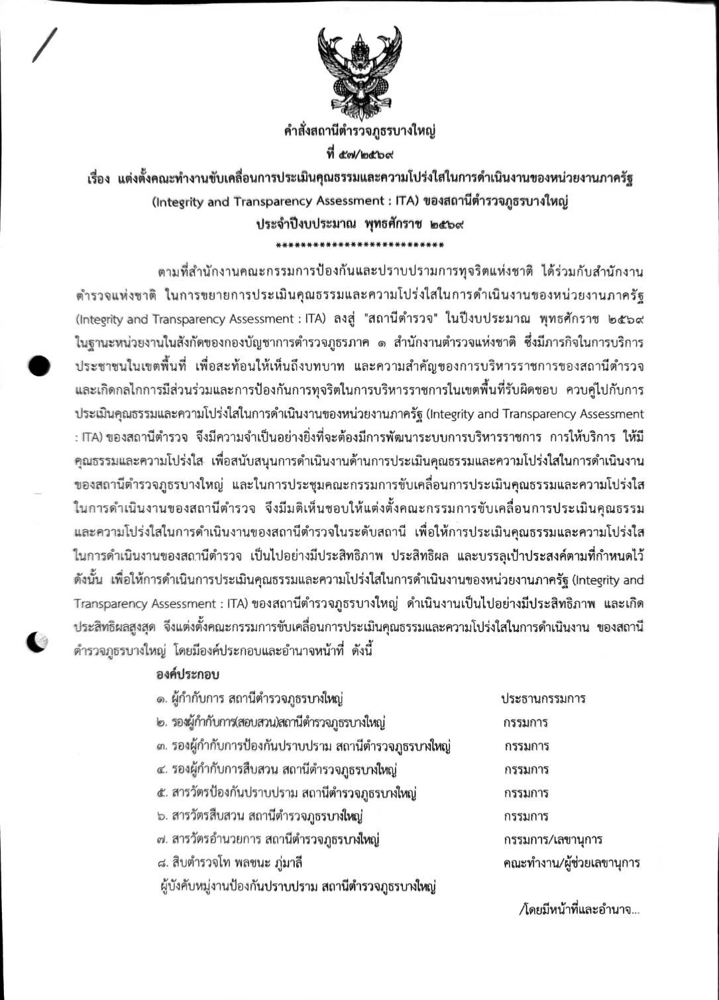 คำสั่งสถานีตำรวจภูธรบางใหญ่
ที่ ๕๗/๒๕๖๙
เรื่อง แต่งตั้งคณะทำงานขับเคลื่อนการประเมินคุณธรรมและความโปร่งใสในการดำเนินงานของหน่วยงานภาครัฐ
(Integrity and Transparency Assessment : ITA) ของสถานีตำรวจภูธรบางใหญ่
ประจำปีงบประมาณ พุทธศักราช ๒๕๖๙
***************************
ตามที่สำนักงานคณะกรรมการป้องกันและปราบปรามการทุจริตแห่งชาติ ได้ร่วมกับสำนักงาน
ตำรวจแห่งชาติ ในการขยายการประเมินคุณธรรมและความโปร่งใสในการดำเนินงานของหน่วยงานภาครัฐ
(Integrity and Transparency Assessment : ITA) ลงสู่ "สถานีตำรวจ" ในปีงบประมาณ พุทธศักราช ๒๕๖๙
ในฐานะหน่วยงานในสังกัดของกองบัญชาการตำรวจภูธรภาค ๑ สำนักงานตำรวจแห่งชาติ ซึ่งมีภารกิจในการบริการ
ประชาชนในเขตพื้นที่ เพื่อสะท้อนให้เห็นถึงบทบาท และความสำคัญของการบริหารราชการของสถานีตำรวจ
และเกิดกลไกการมีส่วนร่วมและการป้องกันการทุจริตในการบริหารราชการในเขตพื้นที่รับผิดชอบ ควบคู่ไปกับการ
ประเมินคุณธรรมและความโปร่งใสในการดำเนินงานของหน่วยงานภาครัฐ (Integrity and Transparency Assessment
: ITA) ของสถานีตำรวจ จึงมีความจำเป็นอย่างยิ่งที่จะต้องมีการพัฒนาระบบการบริหารราชการ การให้บริการ ให้มี
คุณธรรมและความโปร่งใส เพื่อสนับสนุนการดำเนินงานด้านการประเมินคุณธรรมและความโปร่งใสในการดำเนินงาน
ของสถานีตำรวจภูธรบางใหญ่ และในการประชุมคณะกรรมการขับเคลื่อนการประเมินคุณธรรมและความโปร่งใส
ในการดำเนินงานของสถานีตำรวจ จึงมีมติเห็นชอบให้แต่งตั้งคณะกรรมการขับเคลื่อนการประเมินคุณธรรม
และความโปร่งใสในการดำเนินงานของสถานีตำรวจในระดับสถานี เพื่อให้การประเมินคุณธรรมและความโปร่งใส
ในการดำเนินงานของสถานีตำรวจ เป็นไปอย่างมีประสิทธิภาพ ประสิทธิผล และบรรลุเป้าประสงค์ตามที่กำหนดไว้
ดังนั้น เพื่อให้การดำเนินการประเมินคุณธรรมและความโปร่งใสในการดำเนินงานของหน่วยงานภาครัฐ (Integrity and
Transparency Assessment : ITA) ของสถานีตำรวจภูธรบางใหญ่ ดำเนินงานเป็นไปอย่างมีประสิทธิภาพ และเกิด
ประสิทธิผลสูงสุด จึงแต่งตั้งคณะกรรมการขับเคลื่อนการประเมินคุณธรรมและความโปร่งใสในการดำเนินงาน ของสถานี
ตำรวจภูธรบางใหญ่ โดยมีองค์ประกอบและอำนาจหน้าที่ ดังนี้
องค์ประกอบ
๑. ผู้กำกับการ สถานีตำรวจภูธรบางใหญ่ ประธานกรรมการ
๒. รองผู้กำกับการ(สอบสวน)สถานีตำรวจภูธรบางใหญ่ กรรมการ
๓. รองผู้กำกับการป้องกันปราบปราม สถานีตำรวจภูธรบางใหญ่ กรรมการ
๔. รองผู้กำกับการสืบสวน สถานีตำรวจภูธรบางใหญ่ กรรมการ
๕. สารวัตรป้องกันปราบปราม สถานีตำรวจภูธรบางใหญ่ กรรมการ
๖. สารวัตรสืบสวน สถานีตำรวจภูธรบางใหญ่ กรรมการ
๗. สารวัตรอำนวยการ สถานีตำรวจภูธรบางใหญ่ กรรมการ/เลขานุการ
๘. สิบตำรวจโท พลชนะ ภู่มาลี คณะทำงาน/ผู้ช่วยเลขานุการ
ผู้บังคับหมู่งานป้องกันปราบปราม สถานีตำรวจภูธรบางใหญ่
/โดยมีหน้าที่และอำนาจ...